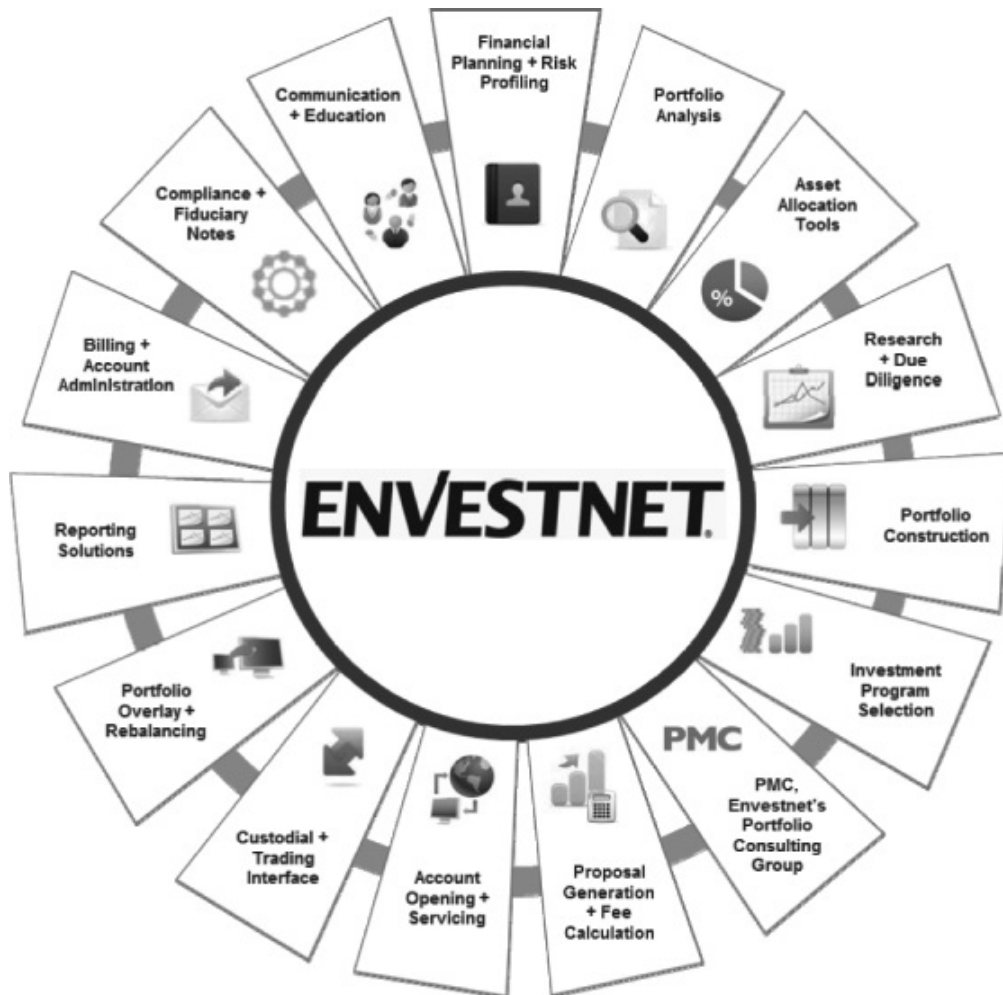 Financial
Planning + Risk
Profiling
Portfolio
Analysis
Asset
Allocation
Tools
%
Research
+ Due
Diligence
Portfolio
Construction
Investment
Program
Selection
PMC
PMC,
Envestnet's
Portfolio
Consulting
Group
Proposal
Generation
+ Fee
Calculation
Account
Opening +
Servicing
Custodial +
Trading
Interface
Portfolio
Overlay +
Rebalancing
Reporting
Solutions
Billing +
Account
Administration
Compliance +
Fiduciary
Notes
Communication
+ Education
ENVESTNET®